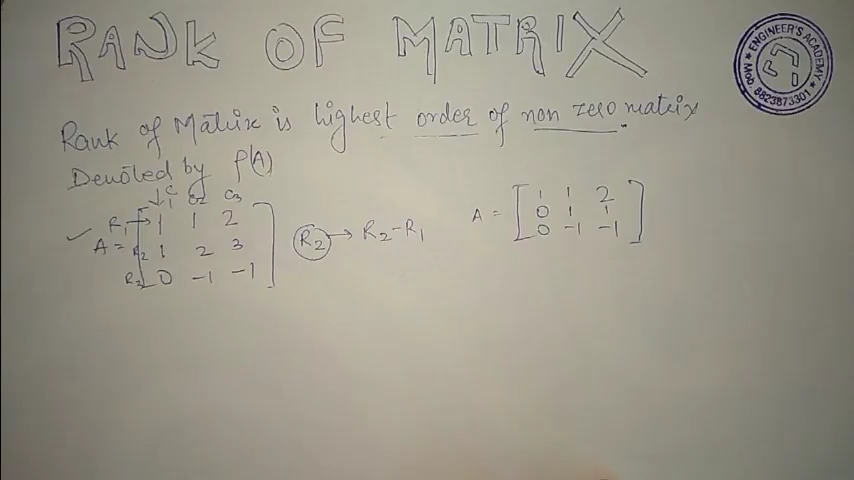 RANK OF MATRIX
ENGINEER'S ACADEMY
Mob. 8823873301
Rank of Matrix is highest order of non zero matrix
Denoted by ρ(A)
C1 C2 C3
R1 → 1 1 2
A = R2 1 2 3
R3 0 -1 -1
R2 → R2-R1
A = 1 1 2
0 1 1
0 -1 -1